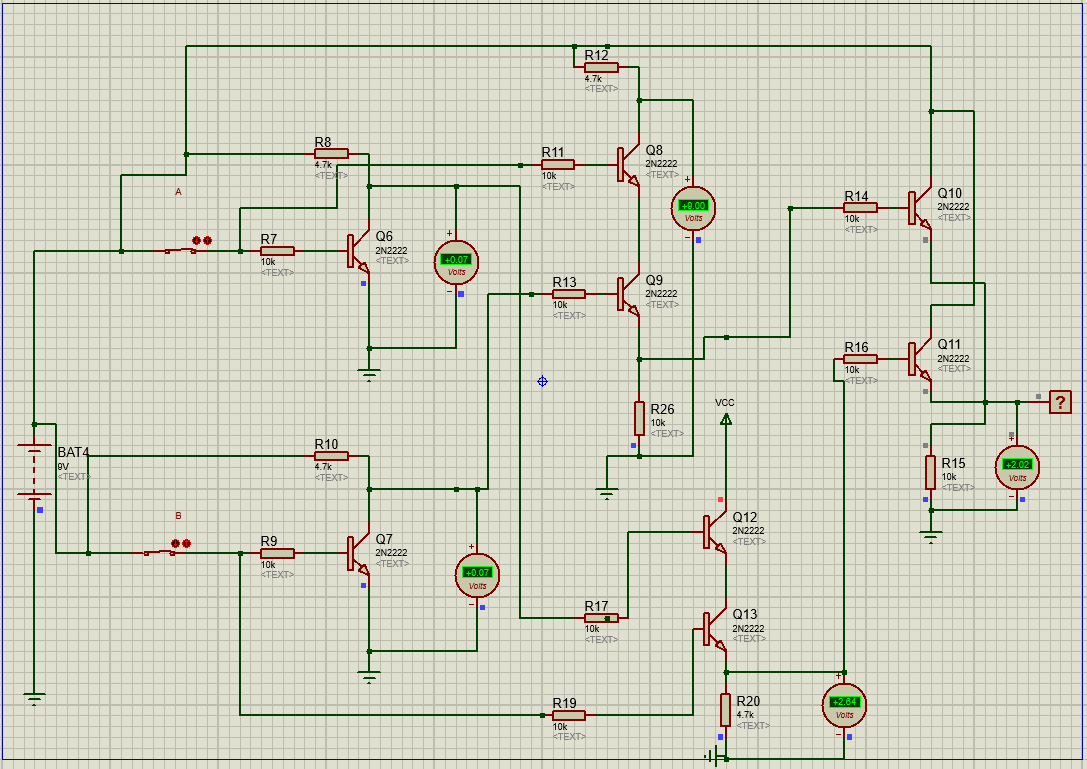 R12
4.7k
<TEXT>
R8
4.7k
<TEXT>
R11
10k
<TEXT>
Q8
2N2222
<TEXT>
A
+9.00
Volts
R14
10k
<TEXT>
Q10
2N2222
<TEXT>
R7
10k
<TEXT>
Q6
2N2222
<TEXT>
+0.07
Volts
R13
10k
<TEXT>
Q9
2N2222
<TEXT>
R16
10k
<TEXT>
Q11
2N2222
<TEXT>
R26
10k
<TEXT>
VCC
?
BAT4
9V
<TEXT>
R10
4.7k
<TEXT>
R15
10k
<TEXT>
+2.02
Volts
B
R9
10k
<TEXT>
Q7
2N2222
<TEXT>
+0.07
Volts
Q12
2N2222
<TEXT>
R17
10k
<TEXT>
Q13
2N2222
<TEXT>
R19
10k
<TEXT>
R20
4.7k
<TEXT>
+2.64
Volts